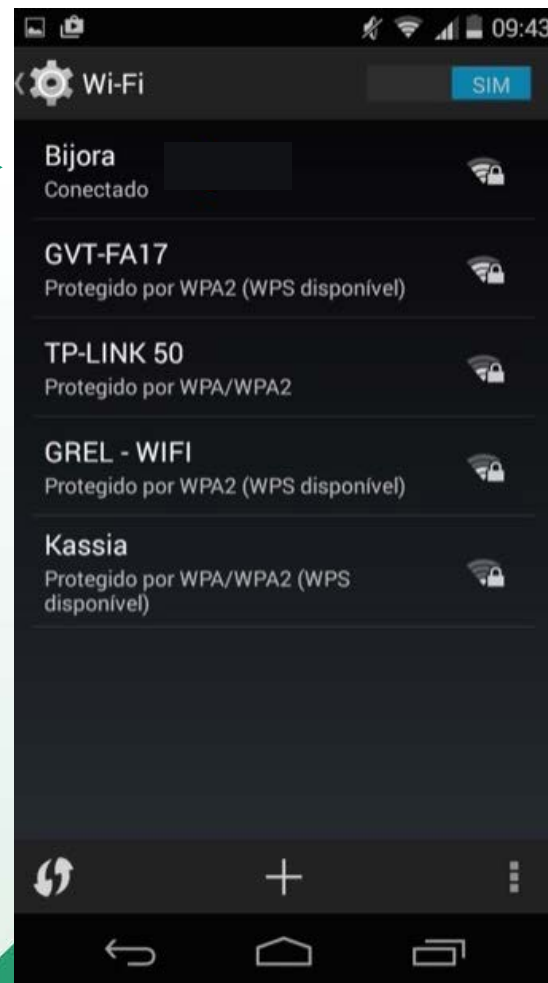 09:43
Wi-Fi
SIM
Bijora
Conectado
GVT-FA17
Protegido por WPA2 (WPS disponível)
TP-LINK 50
Protegido por WPA/WPA2
GREL - WIFI
Protegido por WPA2 (WPS disponível)
Kassia
Protegido por WPA/WPA2 (WPS
disponível)